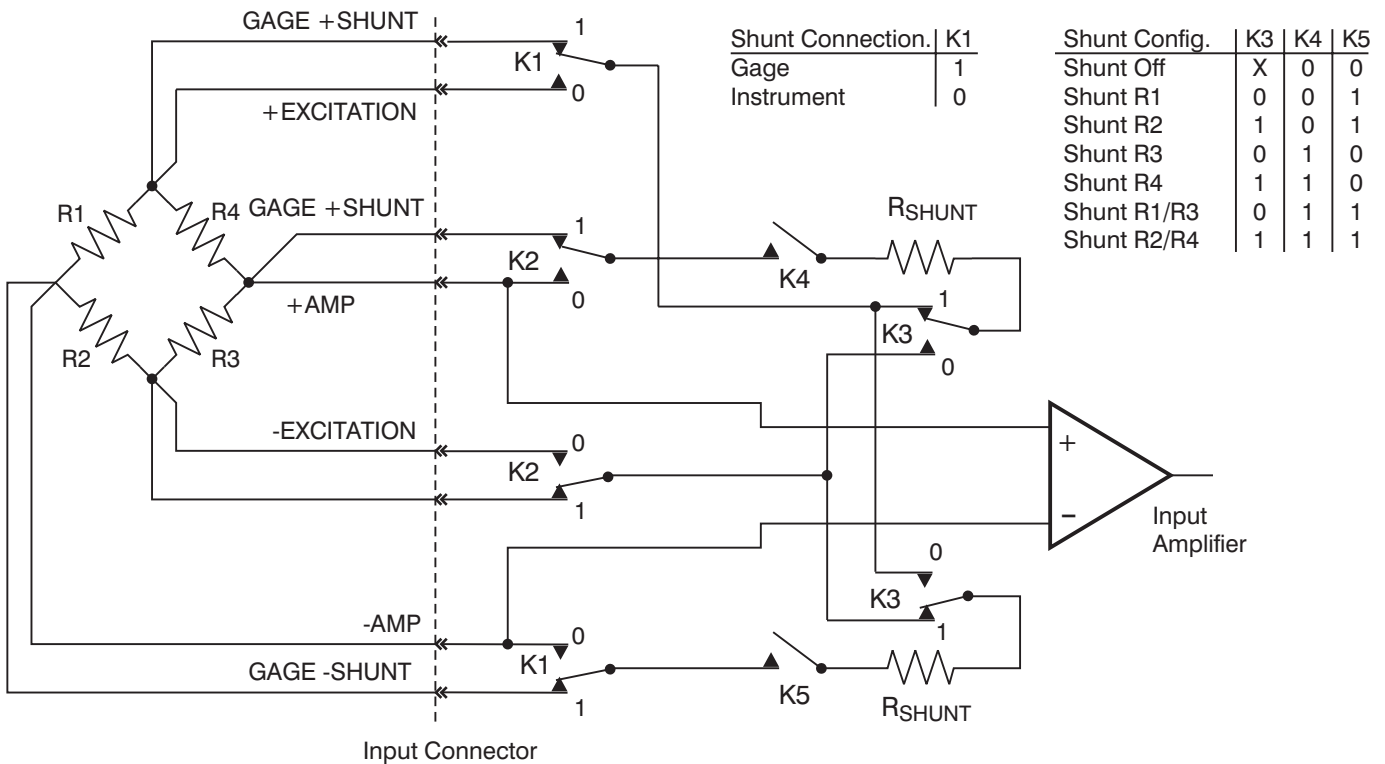 GAGE +SHUNT
1
K1
0
+EXCITATION
Shunt Connection. K1
Gage 1
Instrument 0
Shunt Config. K3 K4 K5
Shunt Off X 0 0
Shunt R1 0 0 1
Shunt R2 1 0 1
Shunt R3 0 1 0
Shunt R4 1 1 0
Shunt R1/R3 0 1 1
Shunt R2/R4 1 1 1
R1
R4
GAGE +SHUNT
1
K2
0
+AMP
R2
R3
K4
RSHUNT
1
K3
0
-EXCITATION
0
K2
1
+
−
Input
Amplifier
0
K3
1
-AMP
0
K1
GAGE -SHUNT
1
K5
RSHUNT
Input Connector